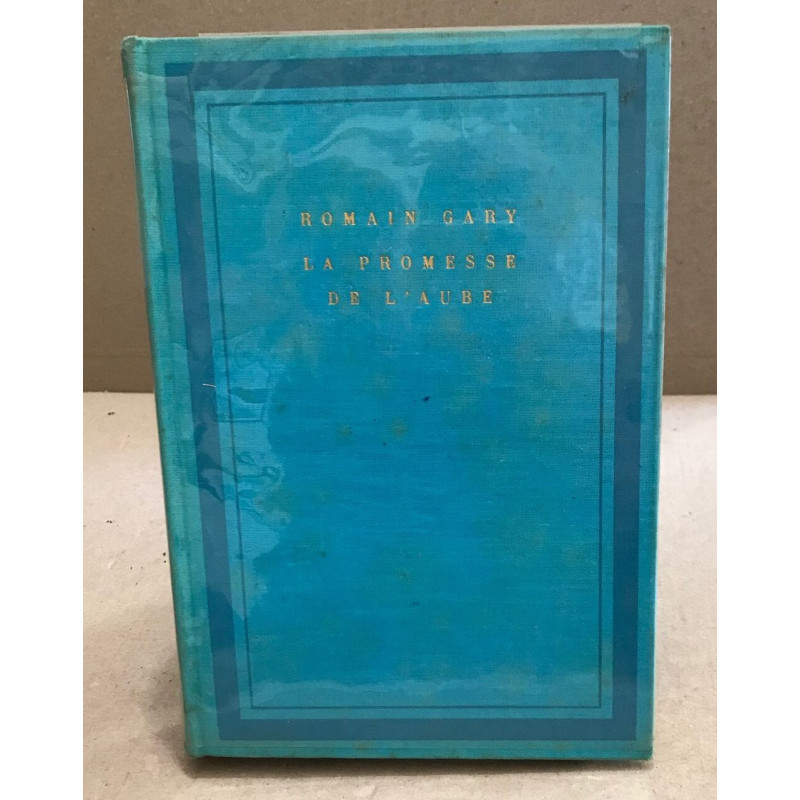 ROMAIN GARY
LA PROMESSE
DE L'AUBE